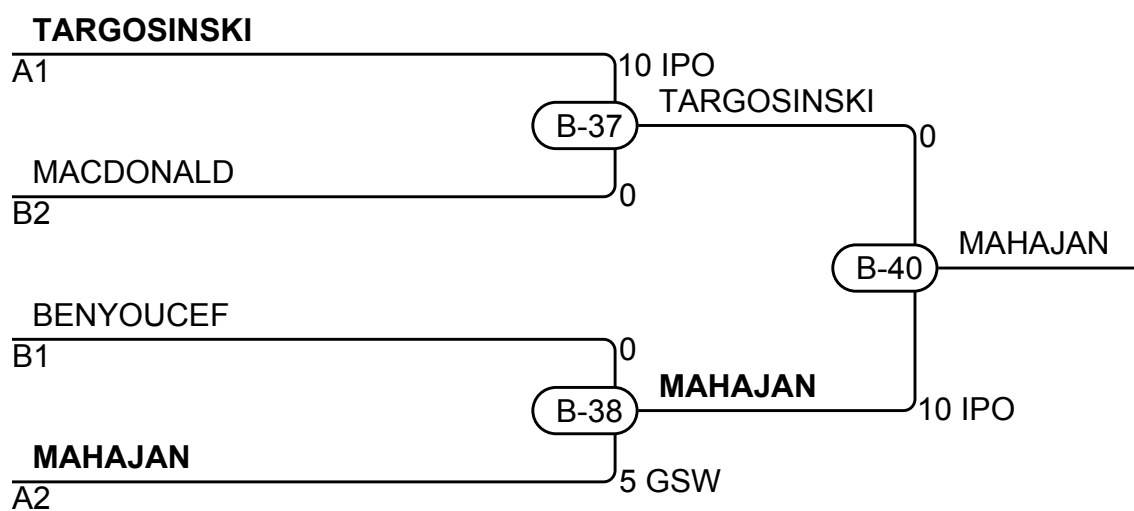 TARGOSINSKI
A1
10 IPO
TARGOSINSKI
B-37
0
MACDONALD
0
B2
MAHAJAN
B-40
BENYOUCEF
0
B1
MAHAJAN
B-38
10 IPO
MAHAJAN
5 GSW
A2